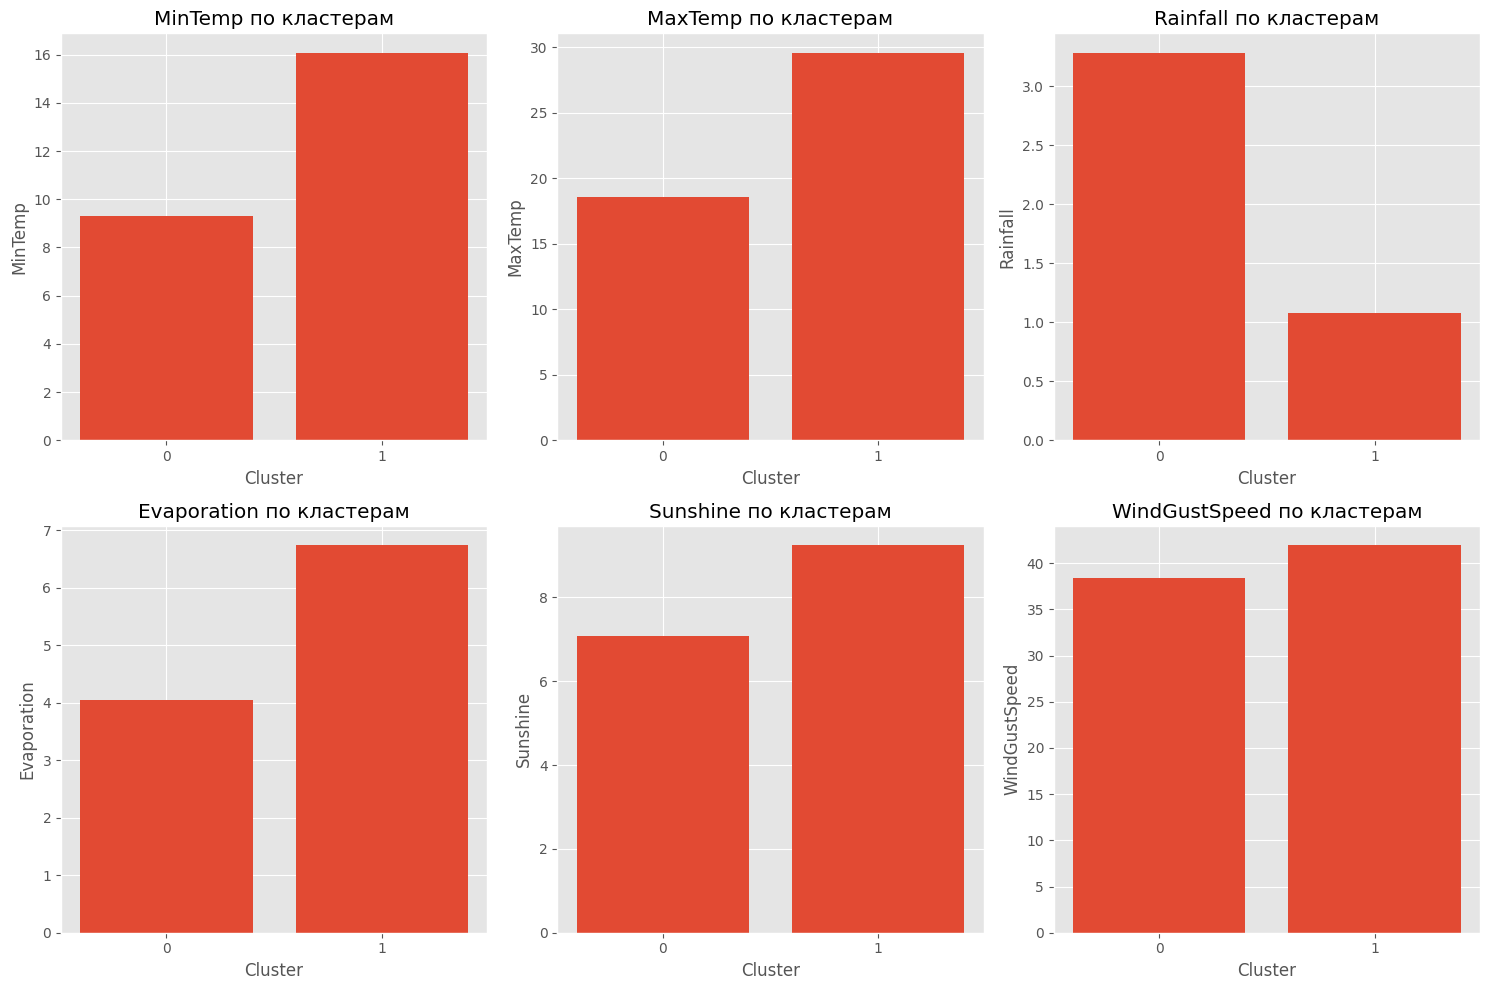 MinTemp по кластерам
MinTemp
0
2
4
6
8
10
12
14
16
0 1
Cluster
MaxTemp по кластерам
MaxTemp
0
5
10
15
20
25
30
0 1
Cluster
Rainfall по кластерам
Rainfall
0.0
0.5
1.0
1.5
2.0
2.5
3.0
0 1
Cluster
Evaporation по кластерам
Evaporation
0
1
2
3
4
5
6
7
0 1
Cluster
Sunshine по кластерам
Sunshine
0
2
4
6
8
0 1
Cluster
WindGustSpeed по кластерам
WindGustSpeed
0
5
10
15
20
25
30
35
40
0 1
Cluster